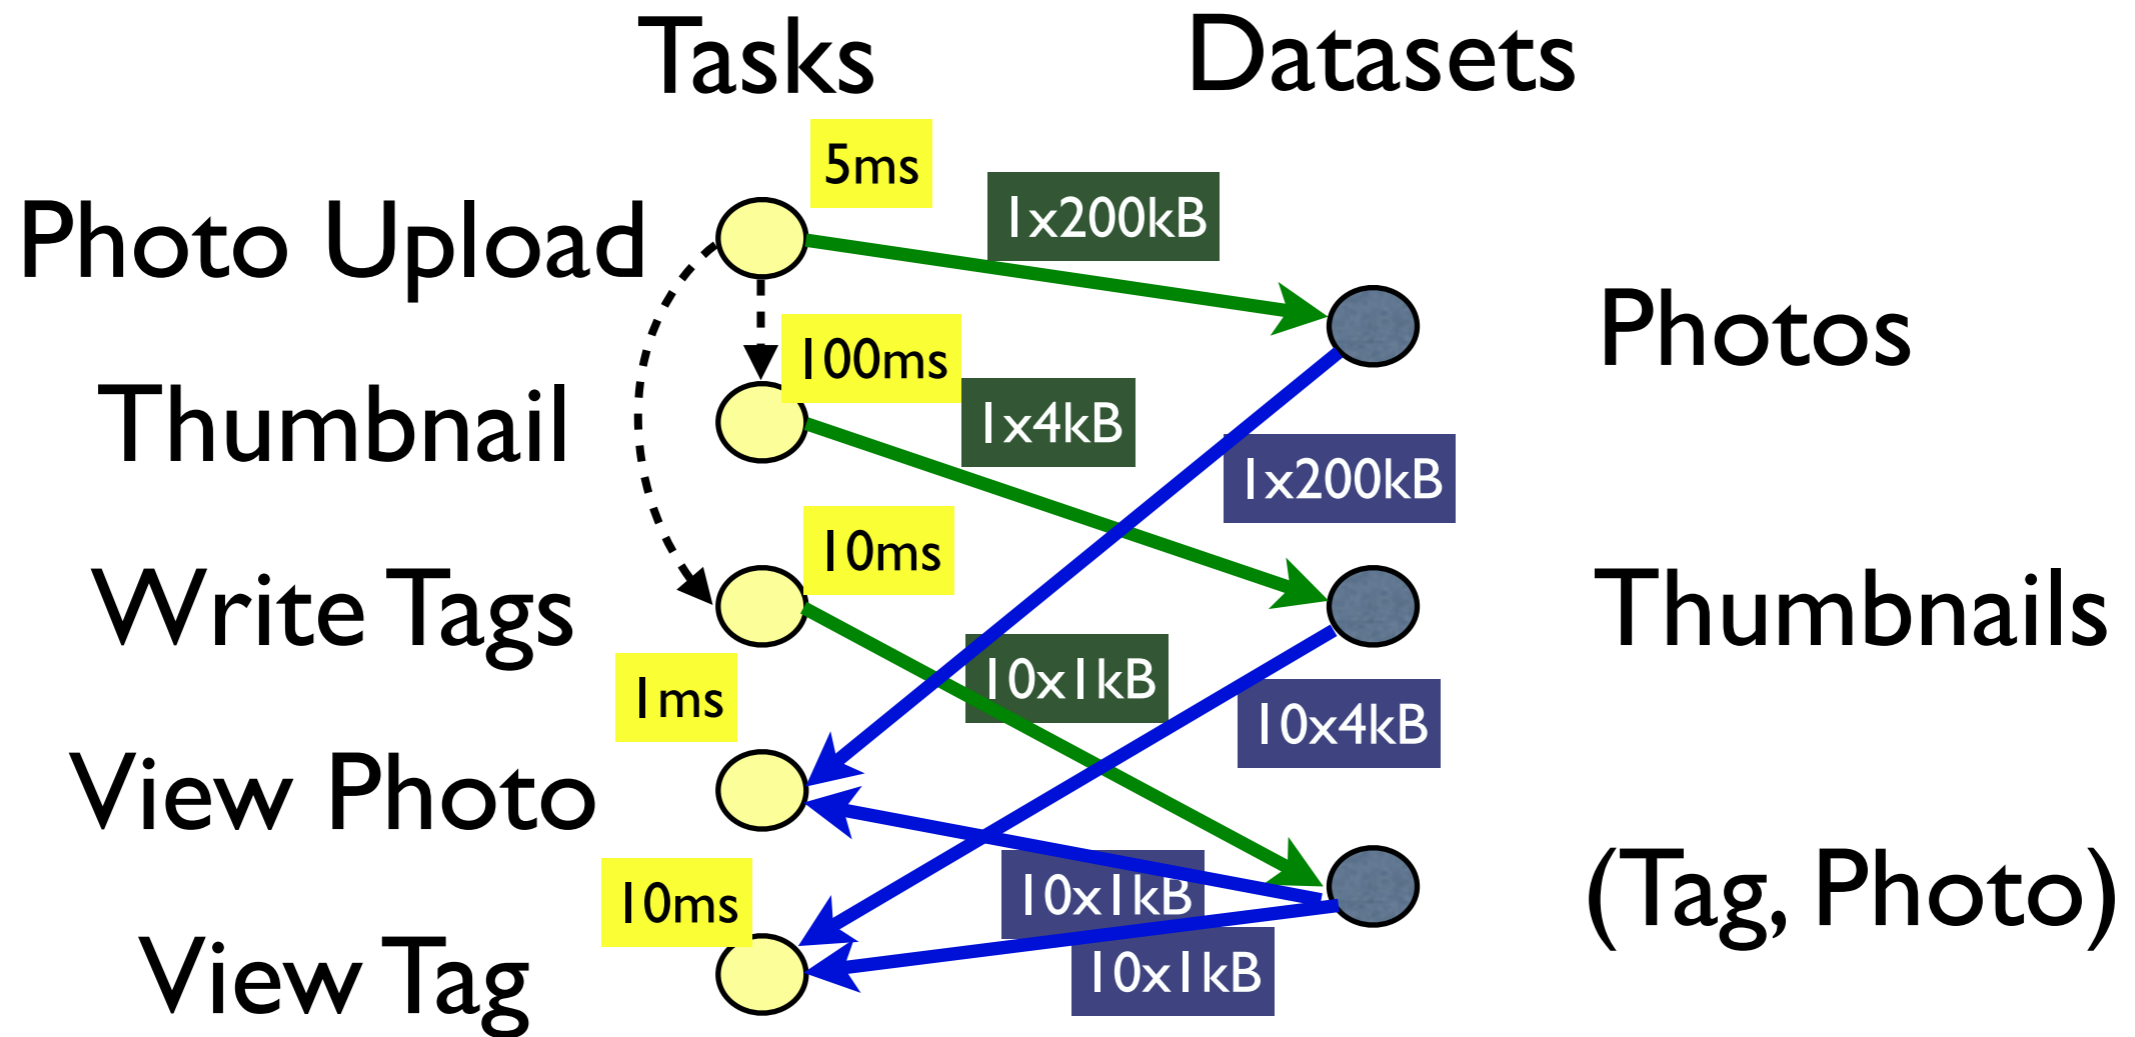 Tasks
Datasets
5ms
1x200kB
Photo Upload
Photos
100ms
1x4kB
Thumbnail
1x200kB
10ms
Write Tags
Thumbnails
10x1kB
1ms
10x4kB
View Photo
10x1kB
(Tag, Photo)
10ms
View Tag
10x1kB